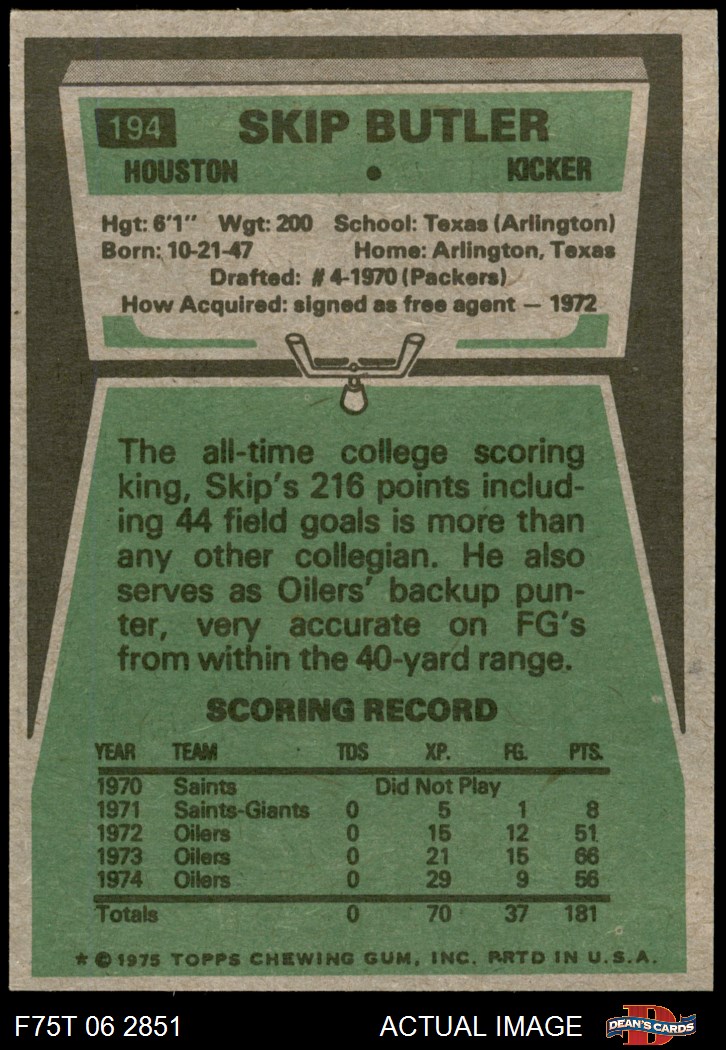 194 SKIP BUTLER
HOUSTON • KICKER
Hgt: 6'1" Wgt: 200 School: Texas (Arlington)
Born: 10-21-47 Home: Arlington, Texas
Drafted: #4-1970 (Packers)
How Acquired: signed as free agent — 1972
The all-time college scoring
king, Skip's 216 points includ-
ing 44 field goals is more than
any other collegian. He also
serves as Oilers' backup pun-
ter, very accurate on FG's
from within the 40-yard range.
SCORING RECORD
YEAR TEAM TDS XP. FG. PTS.
1970 Saints Did Not Play
1971 Saints-Giants 0 5 1 8
1972 Oilers 0 15 12 51
1973 Oilers 0 21 15 66
1974 Oilers 0 29 9 56
Totals 0 70 37 181
* © 1975 TOPPS CHEWING GUM, INC. PRTD IN U.S.A.
F75T 06 2851 ACTUAL IMAGE D DEAN'S CARDS